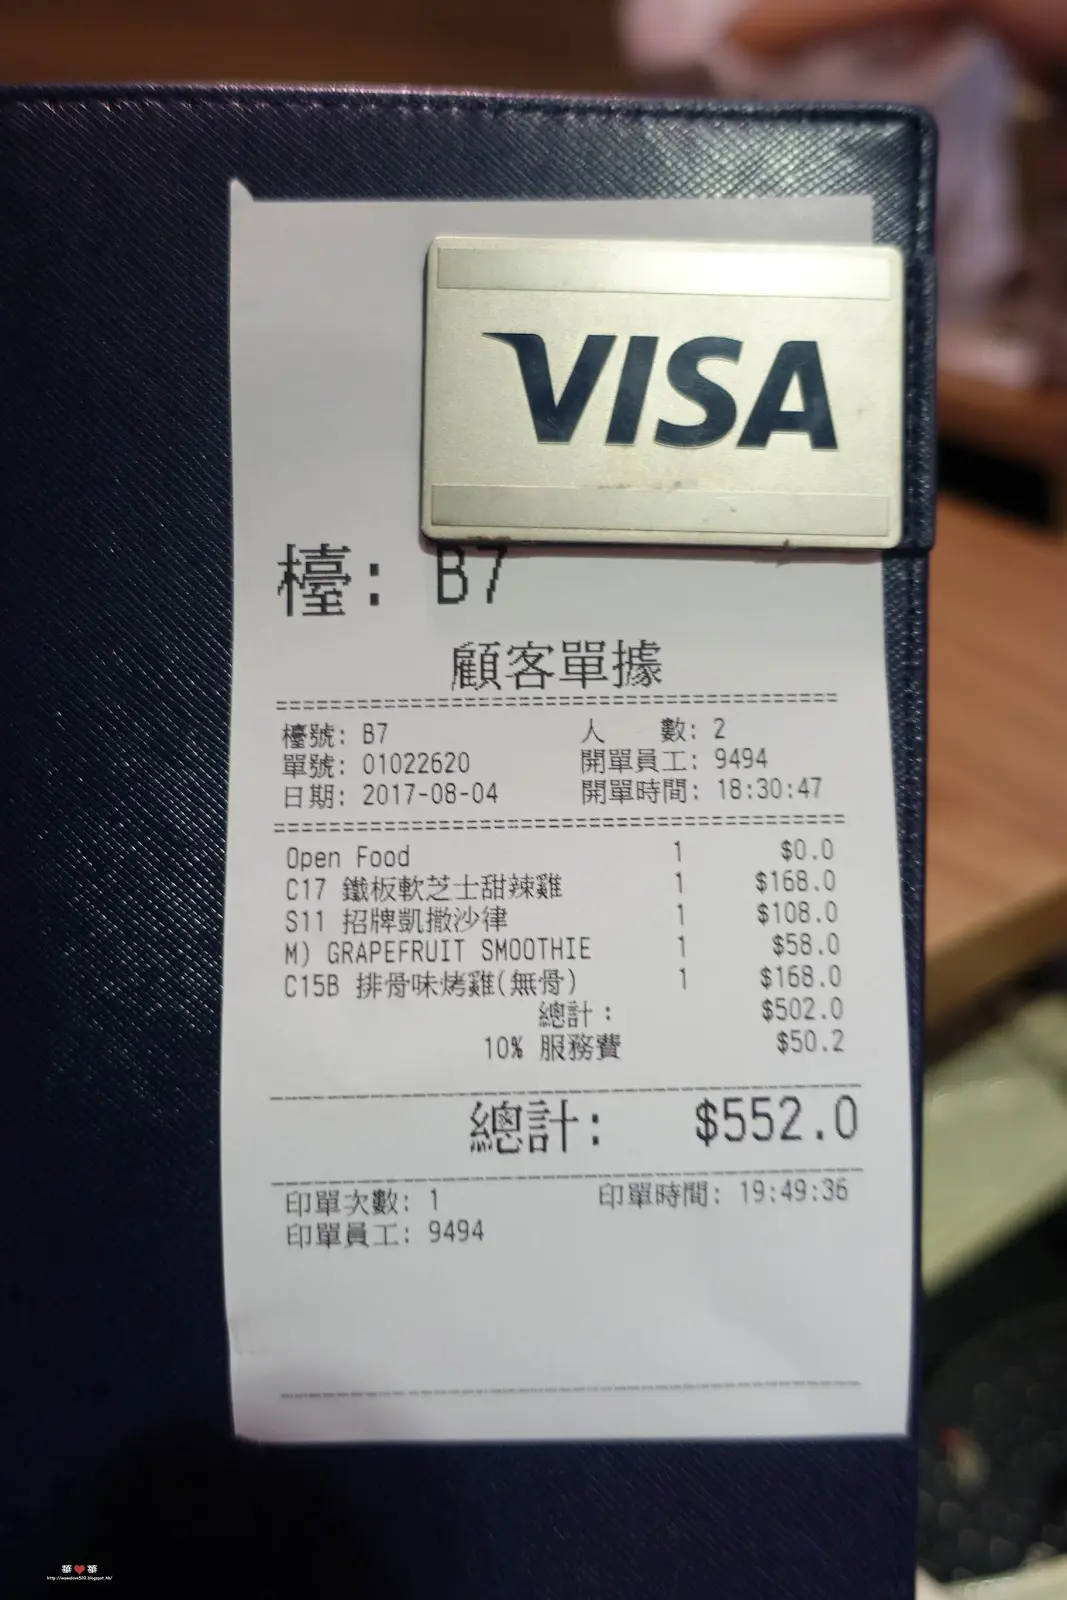 VISA
檯: B7
顧客單據
檯號: B7 人 數: 2
單號: 01022620 開單員工: 9494
日期: 2017-08-04 開單時間: 18:30:47
Open Food 1 $0.0
C17 鐵板軟芝士甜辣雞 1 $168.0
S11 招牌凱撒沙律 1 $108.0
M) GRAPEFRUIT SMOOTHIE 1 $58.0
C15B 排骨味烤雞(無骨) 1 $168.0
總計: $502.0
10% 服務費 $50.2
總計: $552.0
印單次數: 1 印單時間: 19:49:36
印單員工: 9494
華❤華